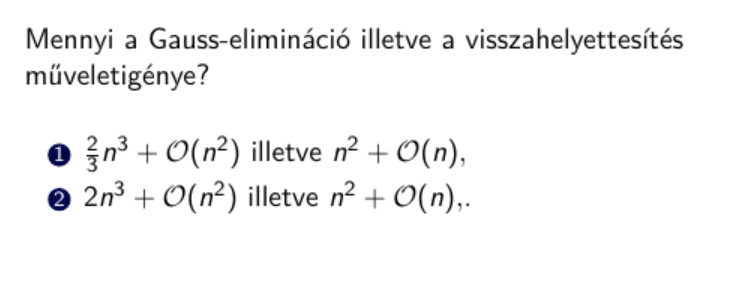 Mennyi a Gauss-elimináció illetve a visszahelyettesítés
műveletigénye?
1 $\frac{2}{3}n^3 + \mathcal{O}(n^2)$ illetve $n^2 + \mathcal{O}(n)$,
2 $2n^3 + \mathcal{O}(n^2)$ illetve $n^2 + \mathcal{O}(n)$,.